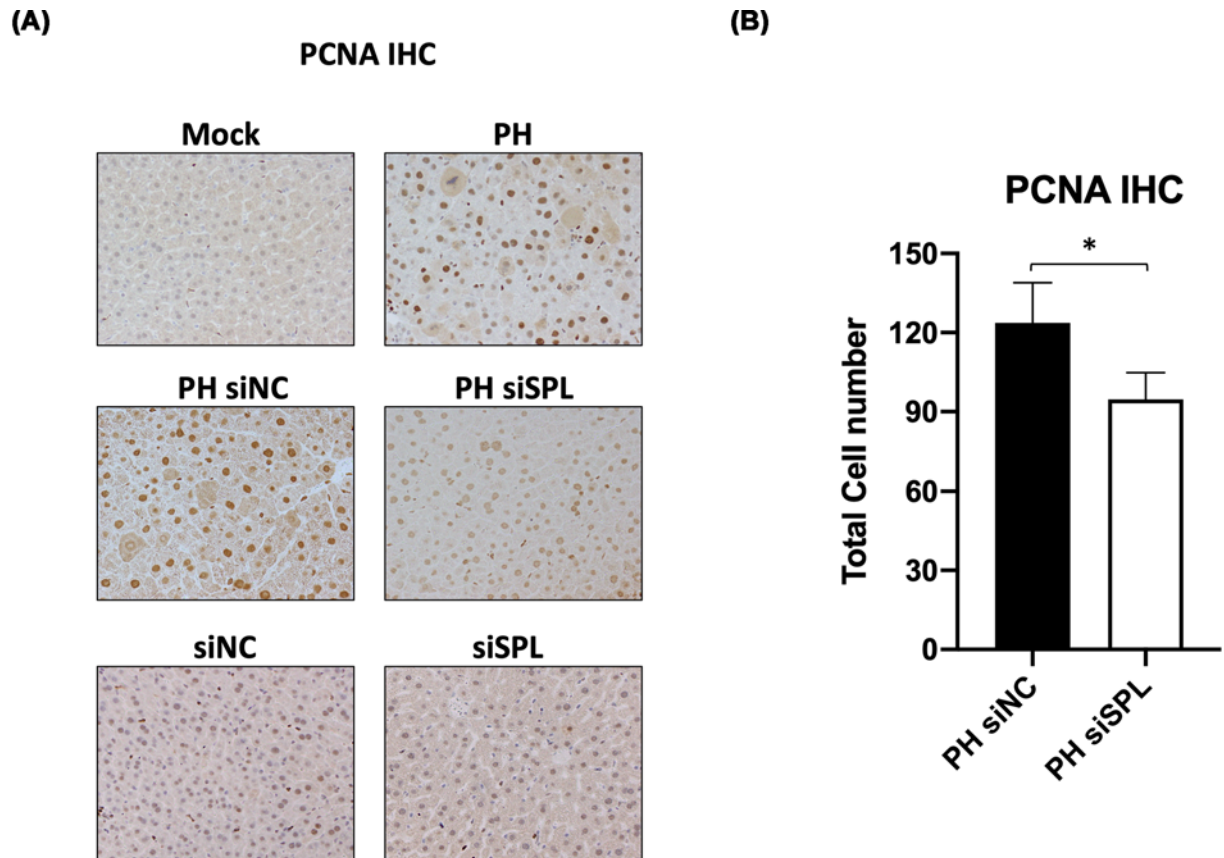 (A)
PCNA IHC
Mock
PH
PH siNC
PH siSPL
siNC
siSPL
(B)
PCNA IHC
*
150
120
90
60
30
0
Total Cell number
PH siNC
PH siSPL